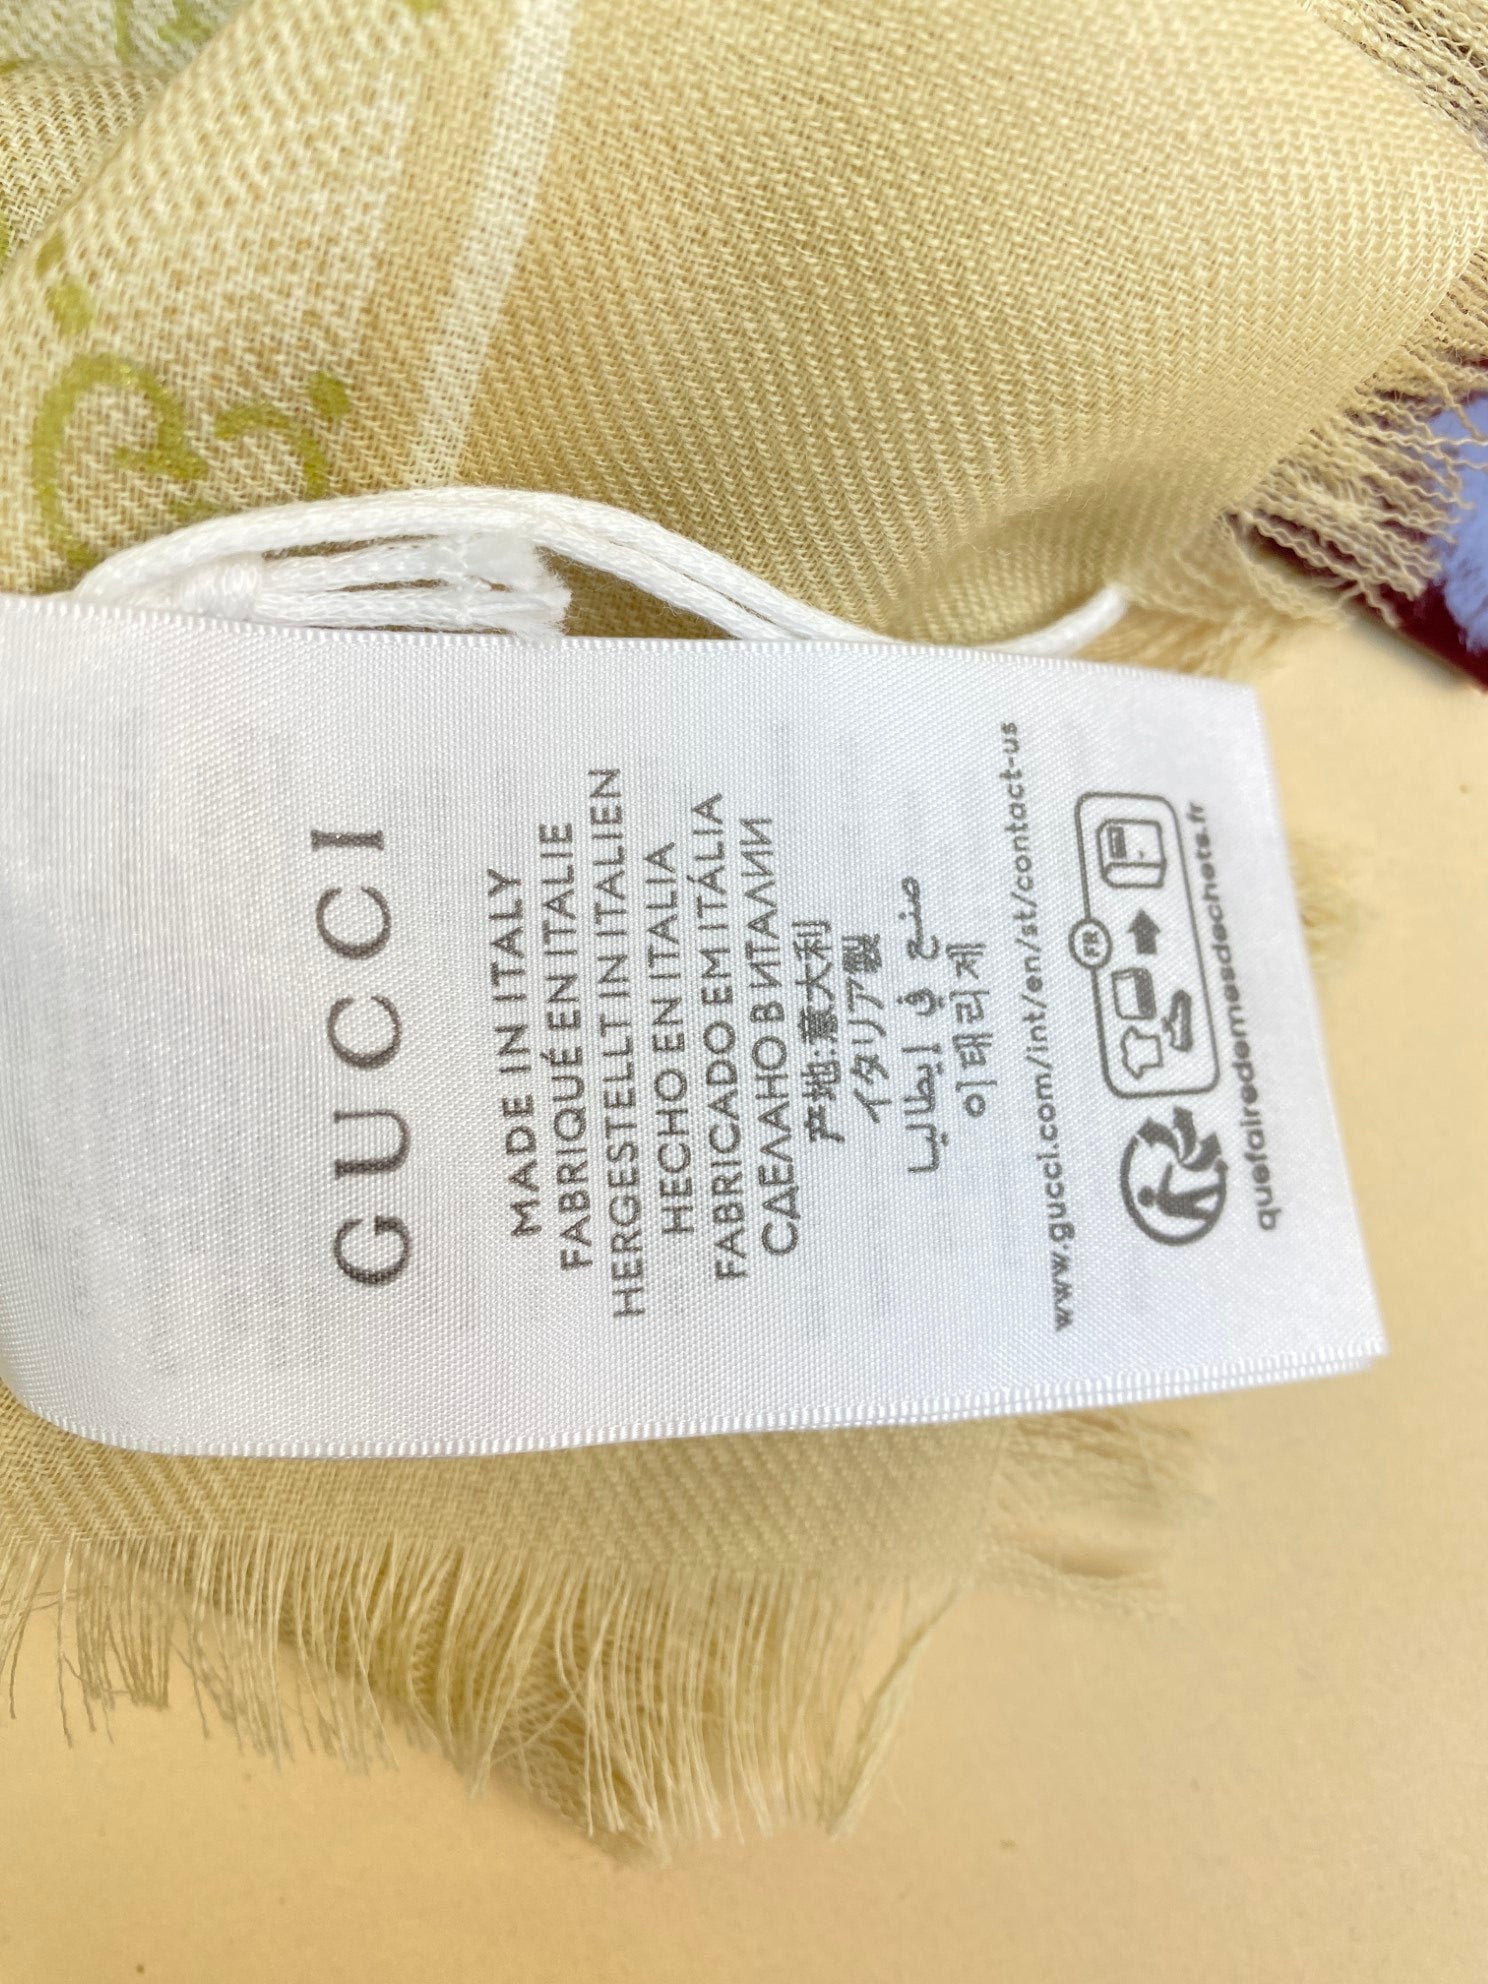 GUCCI
MADE IN ITALY
FABRIQUÉ EN ITALIE
HERGESTELLT IN ITALIEN
HECHO EN ITALIA
FABRICADO EM ITÁLIA
СДЕЛАНО В ИТАЛИИ
产地:意大利
イタリア製
صنع في إيطاليا
이태리제
www.gucci.com/int/en/st/contact-us
FR
quefairedemesdechets.fr